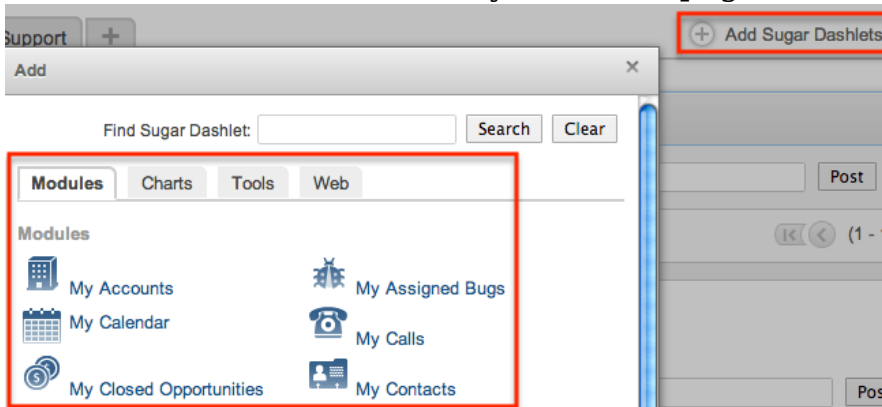 Support
Add Sugar Dashlets
Add
Find Sugar Dashlet: Search Clear
Modules Charts Tools Web
Post
Modules
(1 -
My Accounts My Assigned Bugs
My Calendar My Calls
My Closed Opportunities My Contacts